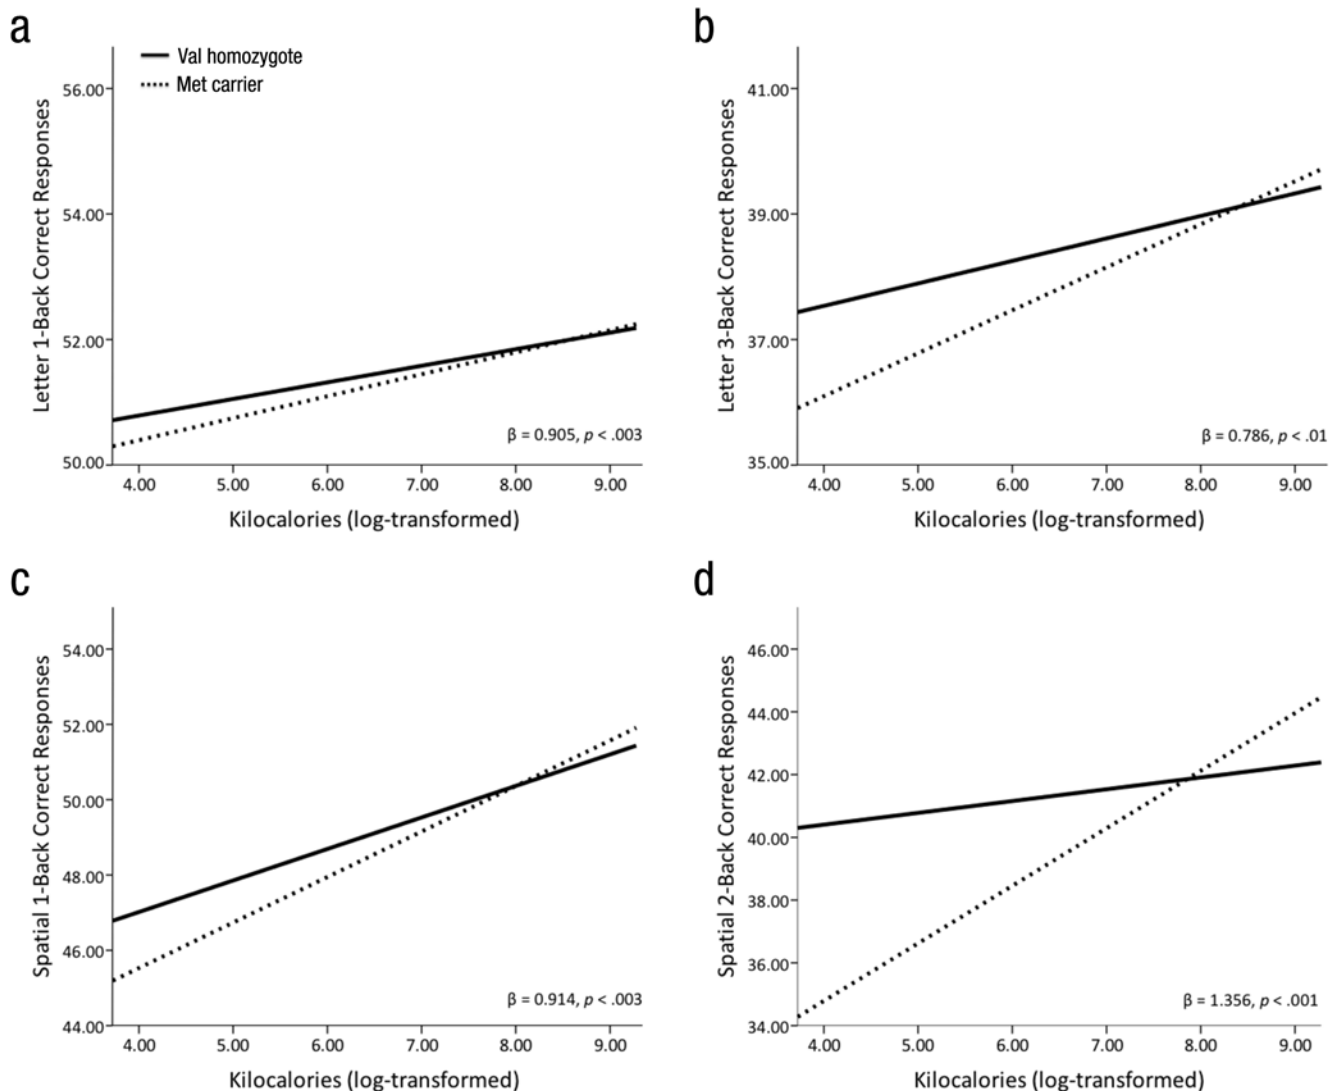 a
Val homozygote
Met carrier
Letter 1-Back Correct Responses
56.00
54.00
52.00
50.00
β = 0.905, p < .003
4.00 5.00 6.00 7.00 8.00 9.00
Kilocalories (log-transformed)
b
Letter 3-Back Correct Responses
41.00
39.00
37.00
35.00
β = 0.786, p < .01
4.00 5.00 6.00 7.00 8.00 9.00
Kilocalories (log-transformed)
c
Spatial 1-Back Correct Responses
54.00
52.00
50.00
48.00
46.00
44.00
β = 0.914, p < .003
4.00 5.00 6.00 7.00 8.00 9.00
Kilocalories (log-transformed)
d
Spatial 2-Back Correct Responses
46.00
44.00
42.00
40.00
38.00
36.00
34.00
β = 1.356, p < .001
4.00 5.00 6.00 7.00 8.00 9.00
Kilocalories (log-transformed)